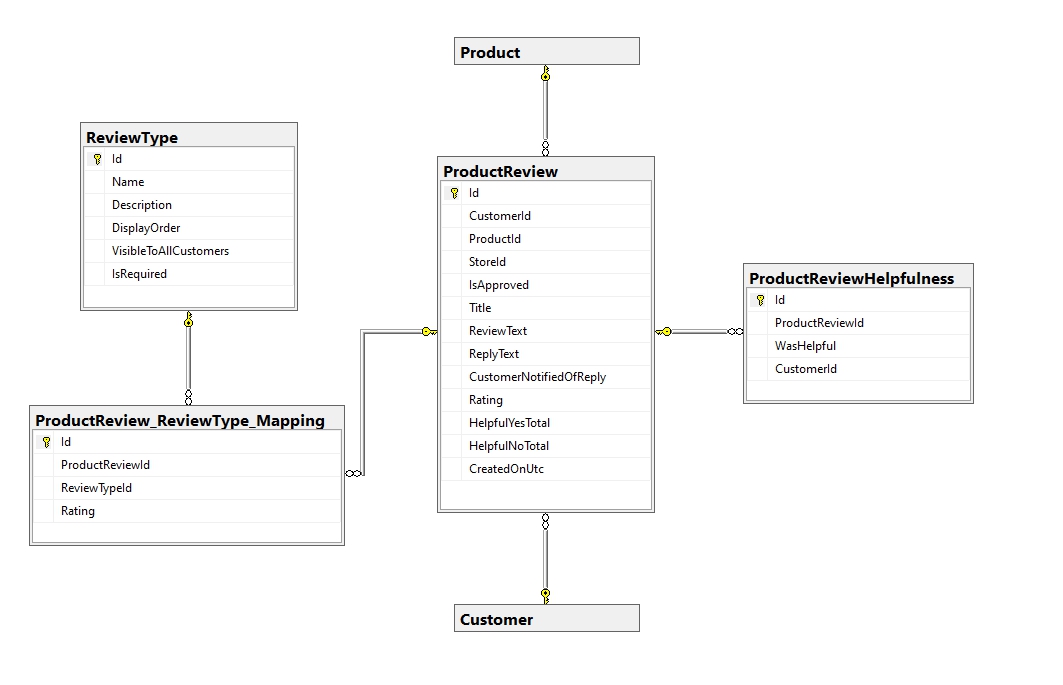 Product
ReviewType
Id
Name
Description
DisplayOrder
VisibleToAllCustomers
IsRequired
ProductReview
Id
CustomerId
ProductId
StoreId
IsApproved
Title
ReviewText
ReplyText
CustomerNotifiedOfReply
Rating
HelpfulYesTotal
HelpfulNoTotal
CreatedOnUtc
ProductReviewHelpfulness
Id
ProductReviewId
WasHelpful
CustomerId
ProductReview_ReviewType_Mapping
Id
ProductReviewId
ReviewTypeId
Rating
Customer